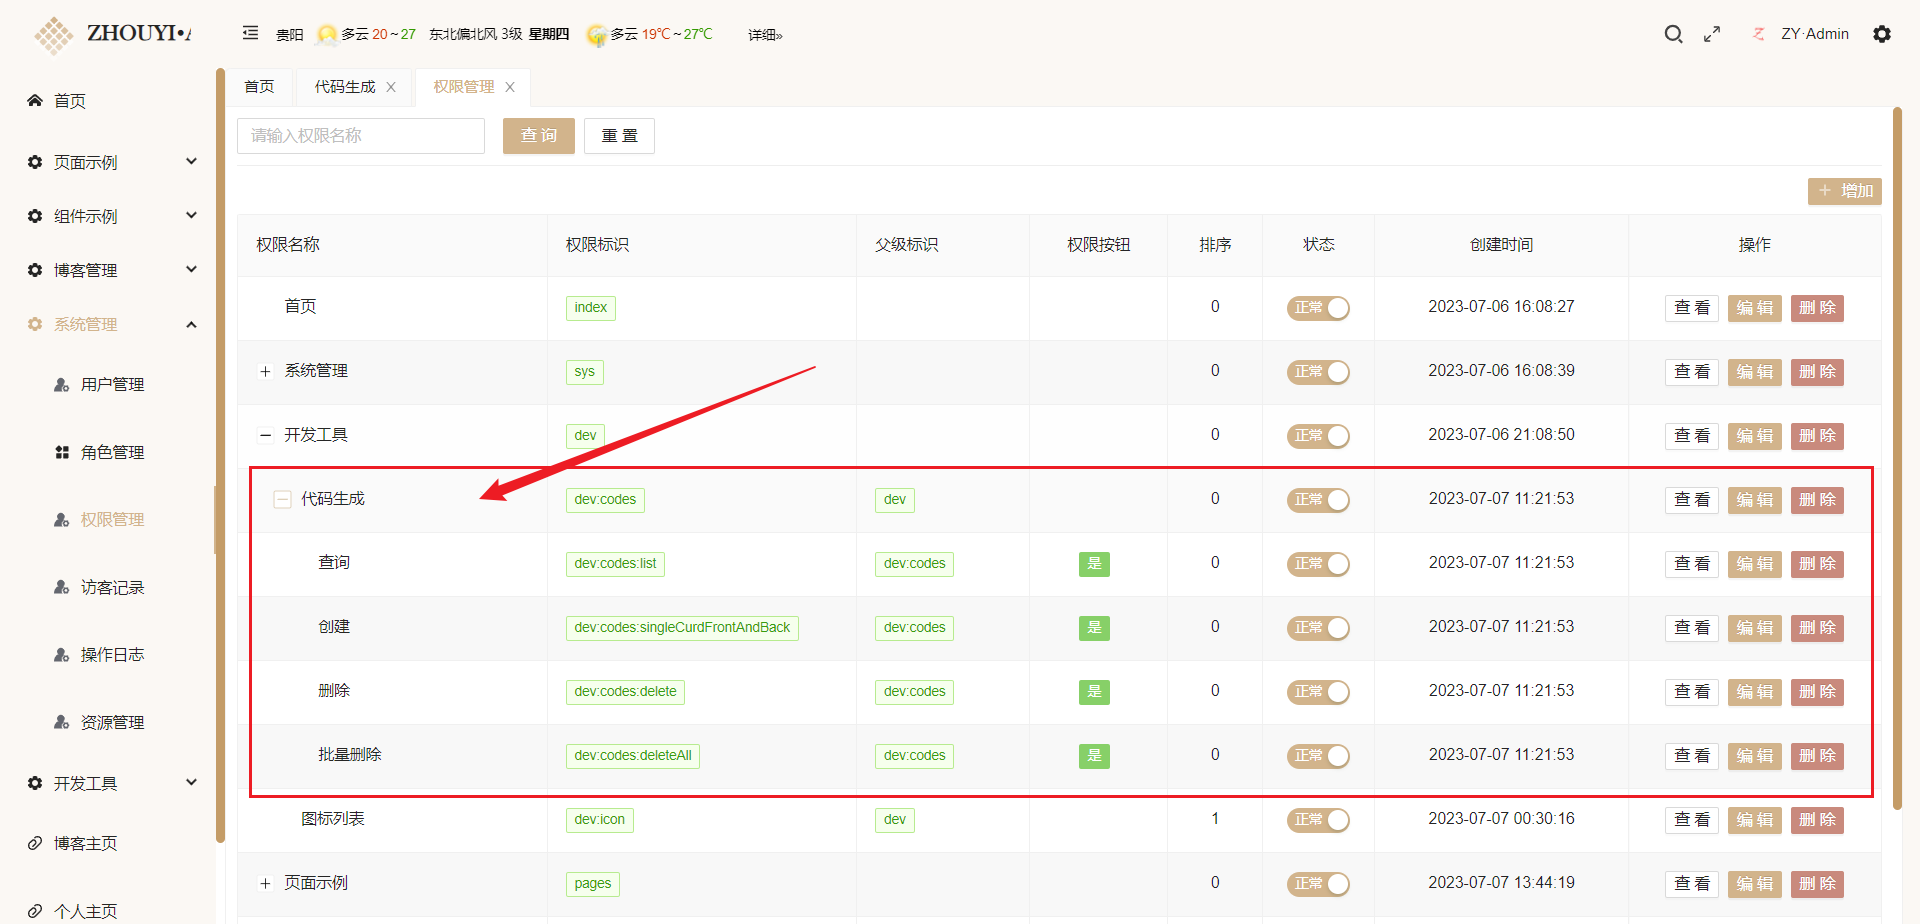 ZHOUYI•
贵阳 多云 20~27 东北偏北风 3级 星期四 多云 19℃~27℃ 详细»
ZY·Admin
首页
页面示例
组件示例
博客管理
系统管理
用户管理
角色管理
权限管理
访客记录
操作日志
资源管理
开发工具
博客主页
个人主页
首页 代码生成 权限管理
请输入权限名称 查 询 重 置
增加
权限名称 权限标识 父级标识 权限按钮 排序 状态 创建时间 操作
首页 index 0 正常 2023-07-06 16:08:27 查 看 编 辑 删 除
系统管理 sys 0 正常 2023-07-06 16:08:39 查 看 编 辑 删 除
开发工具 dev 0 正常 2023-07-06 21:08:50 查 看 编 辑 删 除
代码生成 dev:codes dev 0 正常 2023-07-07 11:21:53 查 看 编 辑 删 除
查询 dev:codes:list dev:codes 是 0 正常 2023-07-07 11:21:53 查 看 编 辑 删 除
创建 dev:codes:singleCurdFrontAndBack dev:codes 是 0 正常 2023-07-07 11:21:53 查 看 编 辑 删 除
删除 dev:codes:delete dev:codes 是 0 正常 2023-07-07 11:21:53 查 看 编 辑 删 除
批量删除 dev:codes:deleteAll dev:codes 是 0 正常 2023-07-07 11:21:53 查 看 编 辑 删 除
图标列表 dev:icon dev 1 正常 2023-07-07 00:30:16 查 看 编 辑 删 除
页面示例 pages 0 正常 2023-07-07 13:44:19 查 看 编 辑 删 除